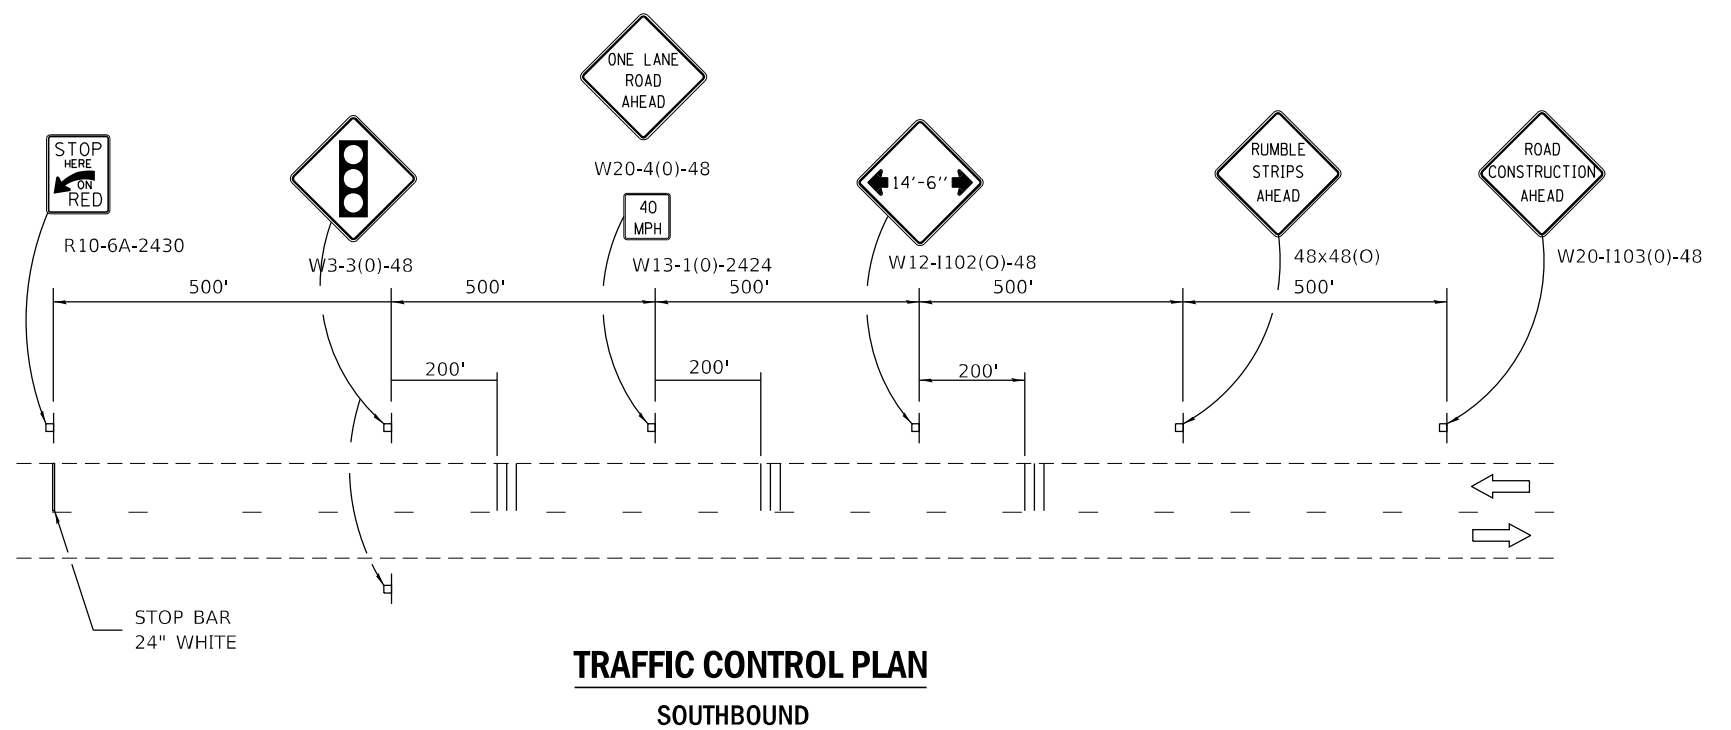 ONE LANE
ROAD
AHEAD
W20-4(0)-48
STOP
HERE
ON
RED
R10-6A-2430
W3-3(0)-48
40
MPH
W13-1(0)-2424
14'-6''
W12-I102(O)-48
RUMBLE
STRIPS
AHEAD
48x48(O)
ROAD
CONSTRUCTION
AHEAD
W20-I103(0)-48
500'
500'
500'
500'
500'
200'
200'
200'
STOP BAR
24" WHITE
TRAFFIC CONTROL PLAN
SOUTHBOUND